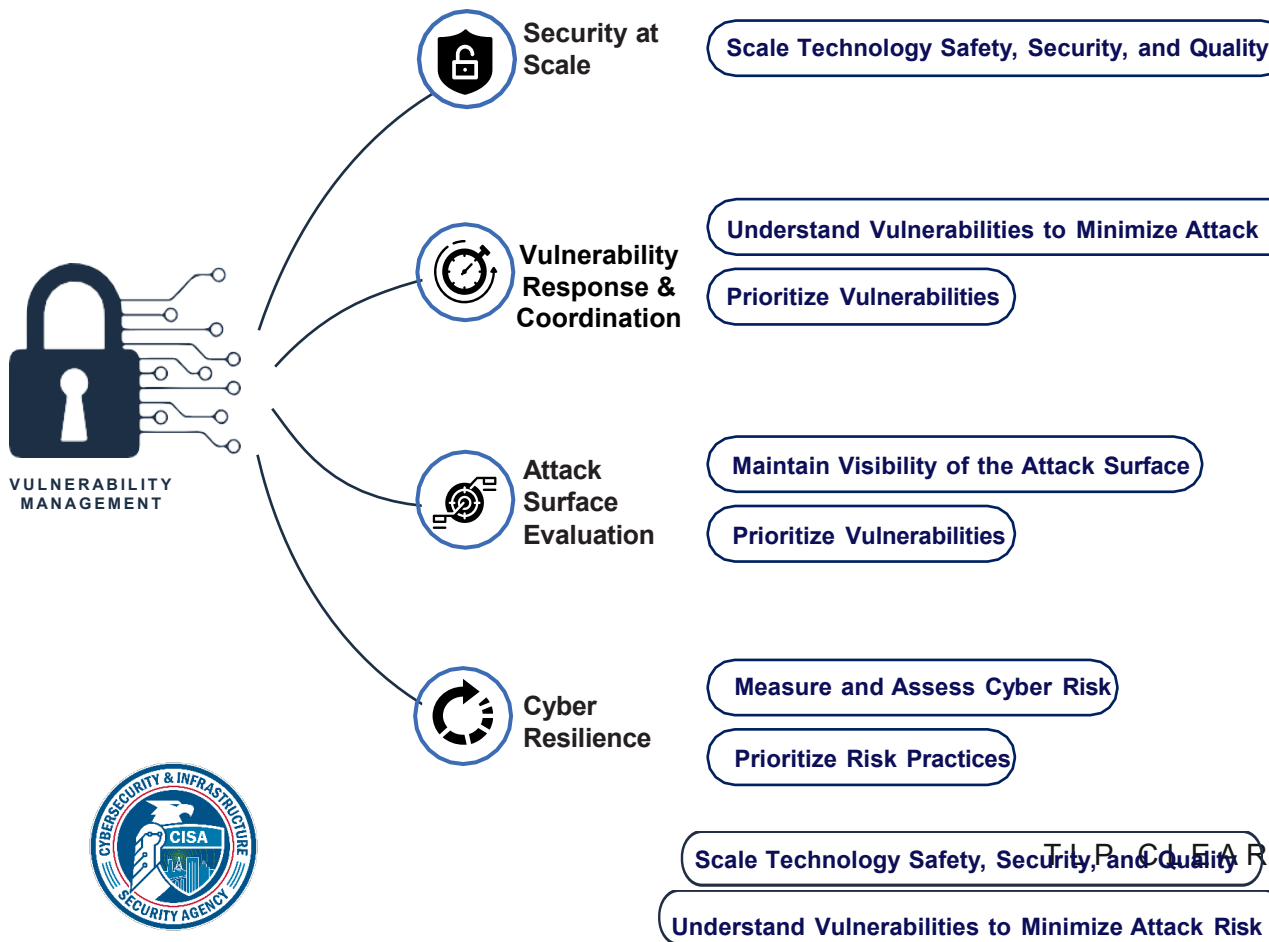 Security at
Scale
Scale Technology Safety, Security, and Quality
Vulnerability
Response &
Coordination
Understand Vulnerabilities to Minimize Attack
Prioritize Vulnerabilities
VULNERABILITY
MANAGEMENT
Attack
Surface
Evaluation
Maintain Visibility of the Attack Surface
Prioritize Vulnerabilities
Cyber
Resilience
Measure and Assess Cyber Risk
Prioritize Risk Practices
CYBERSECURITY & INFRASTRUCTURE
SECURITY AGENCY
CISA
Scale Technology Safety, Security, and Quality
TLP CLEAR
Understand Vulnerabilities to Minimize Attack Risk